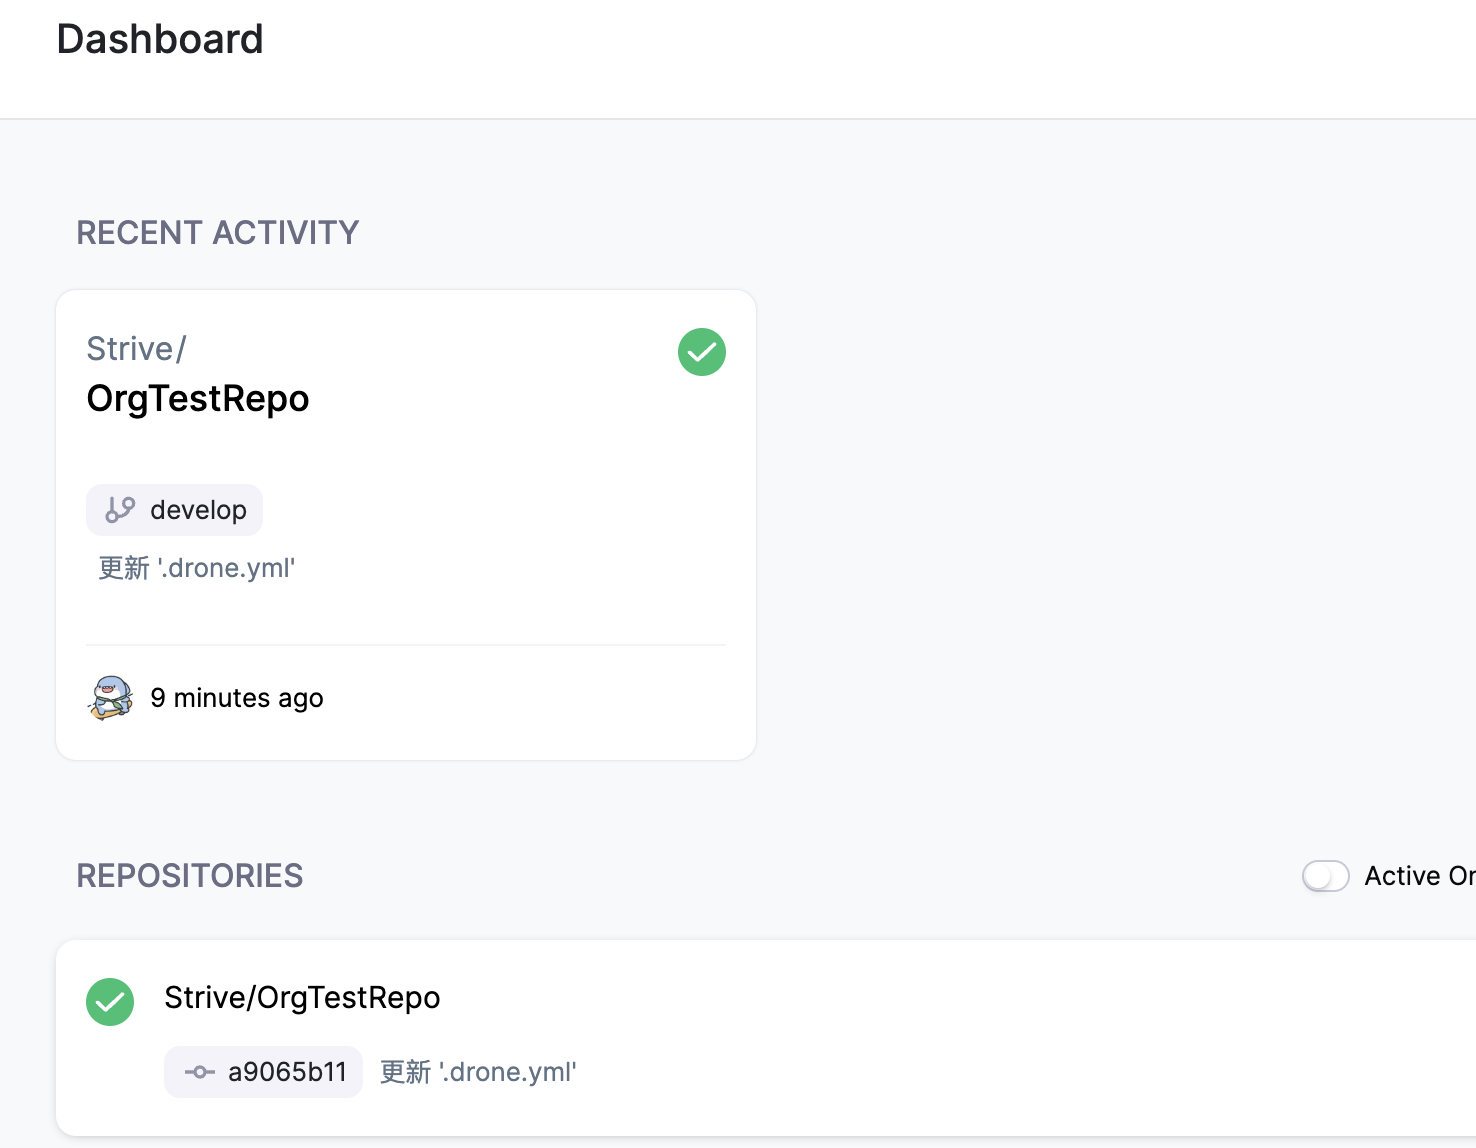 Dashboard
RECENT ACTIVITY
Strive/
OrgTestRepo
develop
更新 '.drone.yml'
9 minutes ago
REPOSITORIES
Active Or
Strive/OrgTestRepo
a9065b11
更新 '.drone.yml'